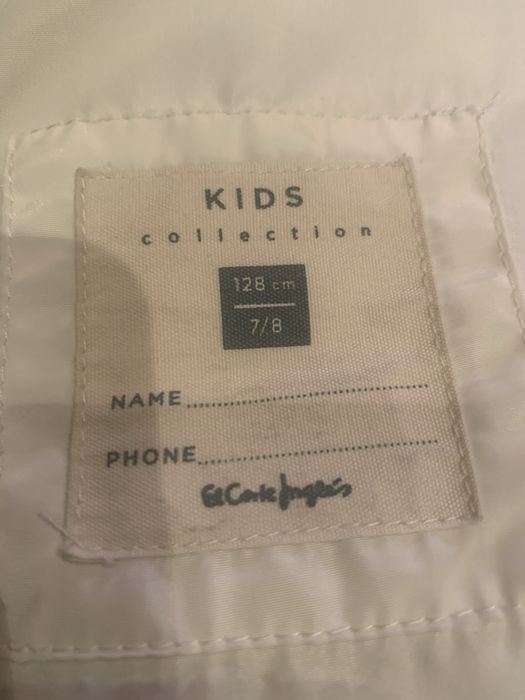 KIDS
collection
128 cm
7/8
NAME
PHONE
El Corte Inglés